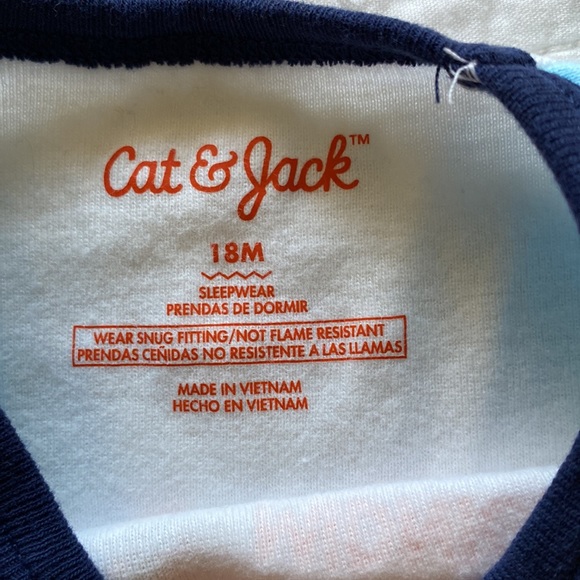 Cat & Jack™
18M
SLEEPWEAR
PRENDAS DE DORMIR
WEAR SNUG FITTING/NOT FLAME RESISTANT
PRENDAS CEÑIDAS NO RESISTENTE A LAS LLAMAS
MADE IN VIETNAM
HECHO EN VIETNAM